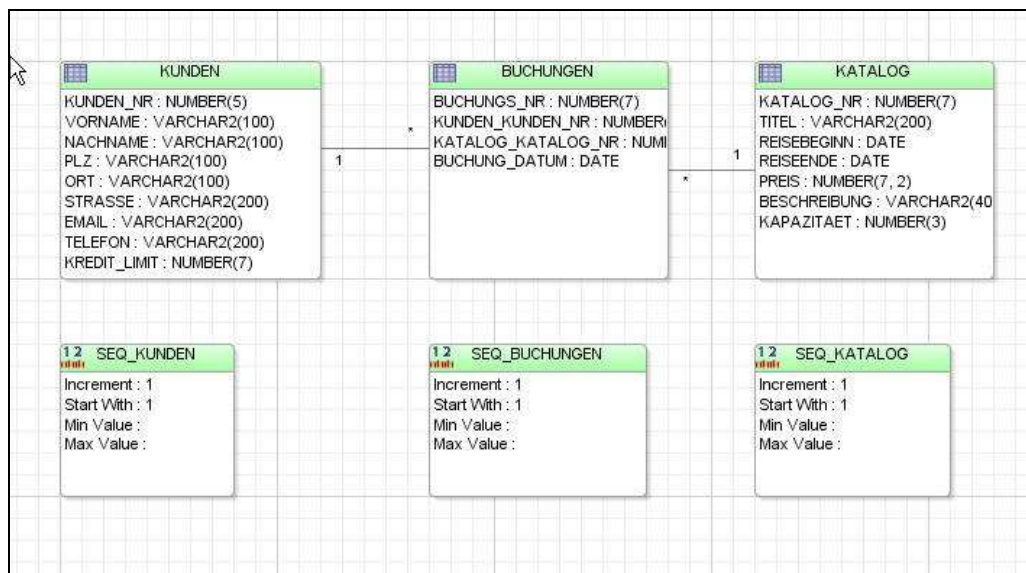 KUNDEN
KUNDEN_NR : NUMBER(5)
VORNAME : VARCHAR2(100)
NACHNAME : VARCHAR2(100)
PLZ : VARCHAR2(100)
ORT : VARCHAR2(100)
STRASSE : VARCHAR2(200)
EMAIL : VARCHAR2(200)
TELEFON : VARCHAR2(200)
KREDIT_LIMIT : NUMBER(7)
1
*
BUCHUNGEN
BUCHUNGS_NR : NUMBER(7)
KUNDEN_KUNDEN_NR : NUMBER(
KATALOG_KATALOG_NR : NUM
BUCHUNG_DATUM : DATE
*
1
KATALOG
KATALOG_NR : NUMBER(7)
TITEL : VARCHAR2(200)
REISEBEGINN : DATE
REISEENDE : DATE
PREIS : NUMBER(7, 2)
BESCHREIBUNG : VARCHAR2(40
KAPAZITAET : NUMBER(3)
1 2 SEQ_KUNDEN
Increment : 1
Start With : 1
Min Value :
Max Value :
1 2 SEQ_BUCHUNGEN
Increment : 1
Start With : 1
Min Value :
Max Value :
1 2 SEQ_KATALOG
Increment : 1
Start With : 1
Min Value :
Max Value :